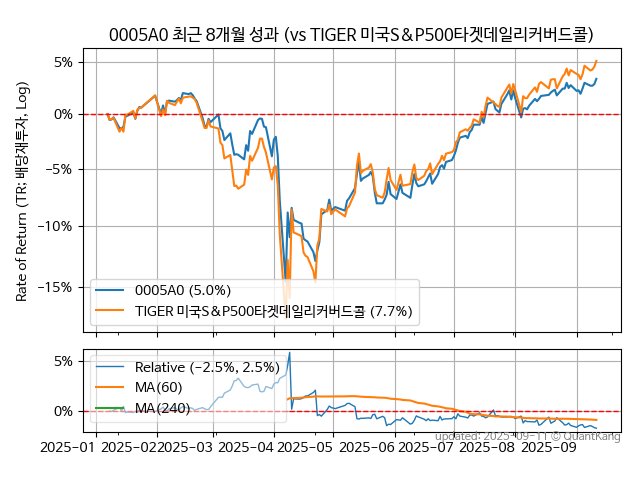 0005A0 최근 8개월 성과 (vs TIGER 미국S&P500타겟데일리커버드콜)
Rate of Return (TR: 배당재투자, Log)
5%
0%
−5%
−10%
−15%
0005A0 (5.0%)
TIGER 미국S&P500타겟데일리커버드콜 (7.7%)
5%
0%
Relative (−2.5%, 2.5%)
MA(60)
MA(240)
updated: 2025-09-11 © QuantKang
2025−01 2025−02 2025−03 2025−04 2025−05 2025−06 2025−07 2025−08 2025−09